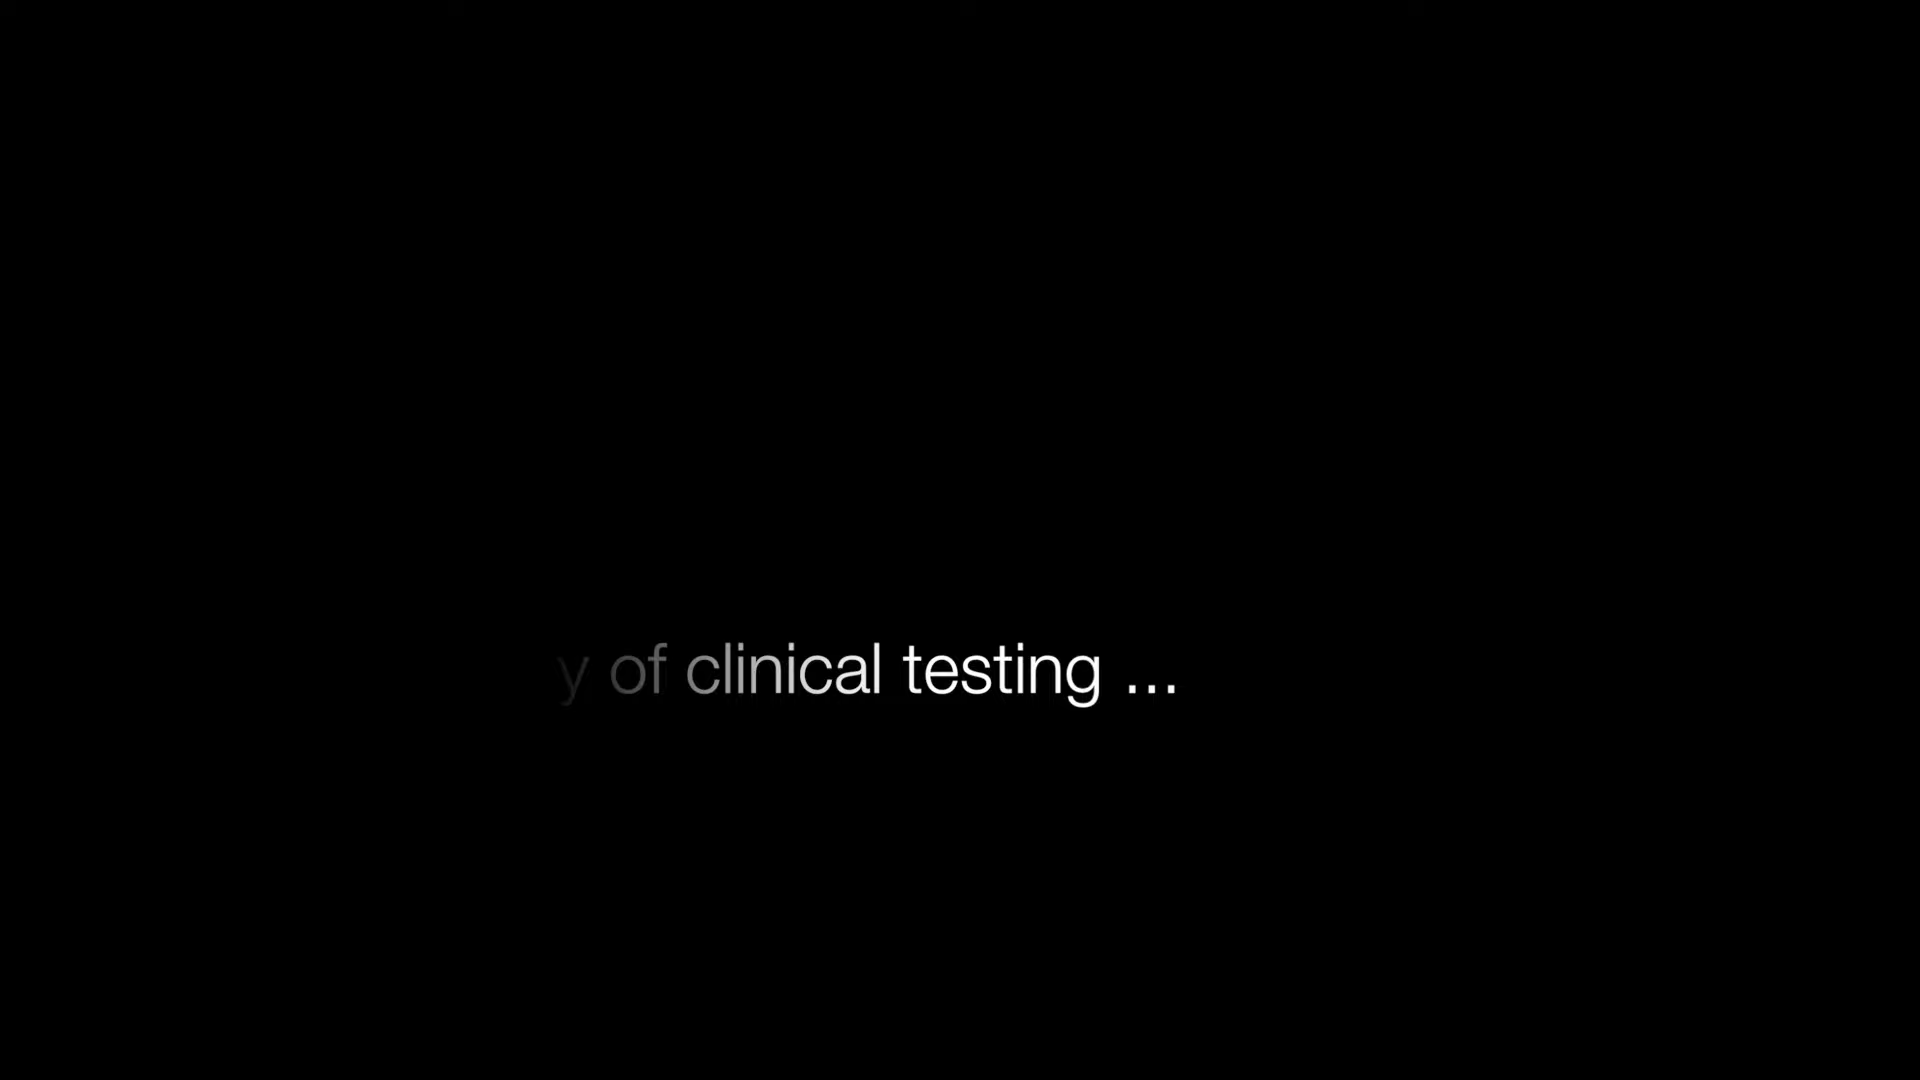 y of clinical testing ...